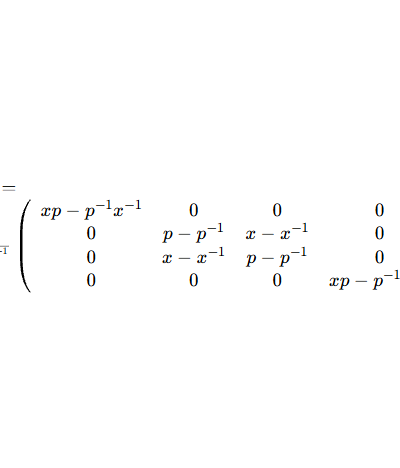 =
-1 ( xp − p⁻¹x⁻¹ 0 0 0
0 p − p⁻¹ x − x⁻¹ 0
0 x − x⁻¹ p − p⁻¹ 0
0 0 0 xp − p⁻¹